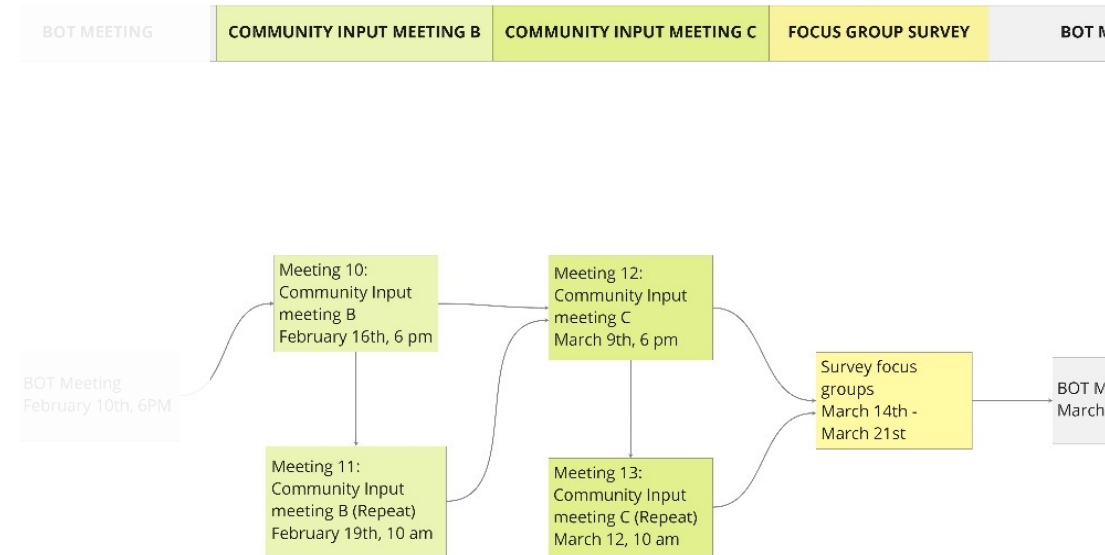 BOT MEETING
COMMUNITY INPUT MEETING B
COMMUNITY INPUT MEETING C
FOCUS GROUP SURVEY
BOT M
Meeting 10:
Community Input
meeting B
February 16th, 6 pm
Meeting 12:
Community Input
meeting C
March 9th, 6 pm
BOT Meeting
February 10th, 6PM
Survey focus
groups
March 14th -
March 21st
BOT M
March
Meeting 11:
Community Input
meeting B (Repeat)
February 19th, 10 am
Meeting 13:
Community Input
meeting C (Repeat)
March 12, 10 am